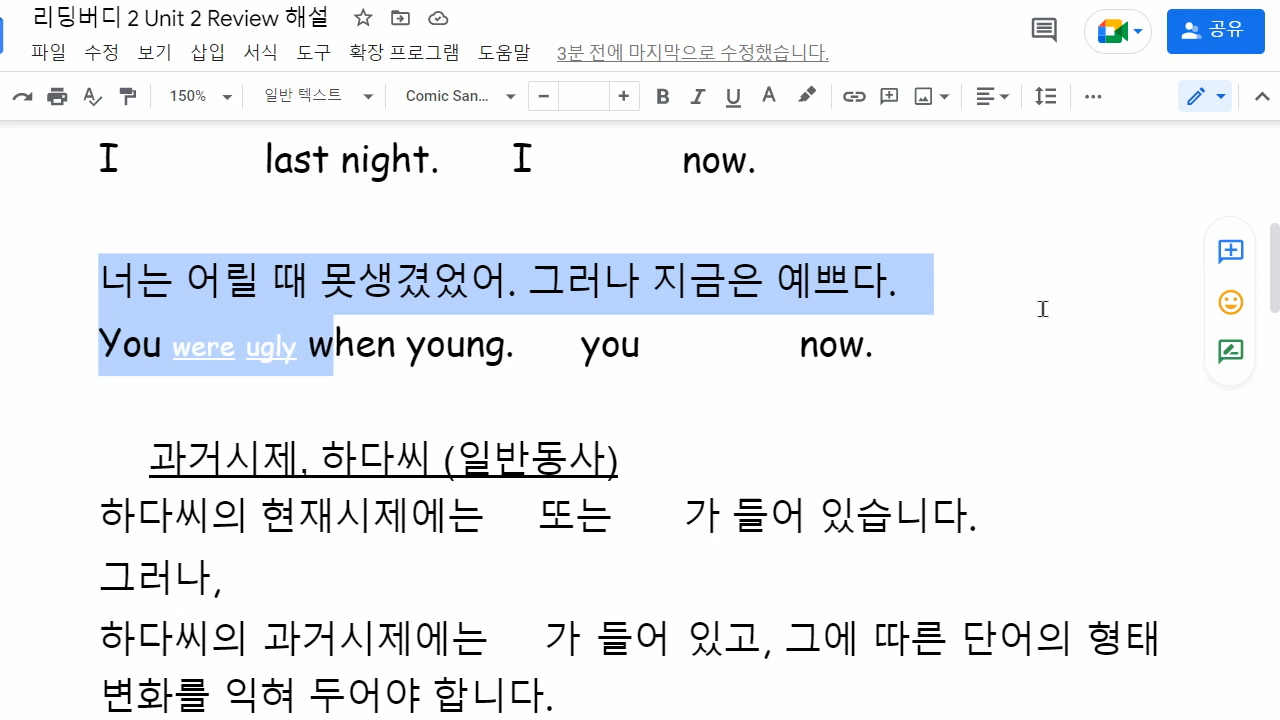 리딩버디 2 Unit 2 Review 해설
파일 수정 보기 삽입 서식 도구 확장 프로그램 도움말 3분 전에 마지막으로 수정했습니다.
공유
150% 일반 텍스트 Comic San... − +  B I U A
I last night. I now.
너는 어릴 때 못생겼었어. 그러나 지금은 예쁘다.
You were ugly when young. you now.
과거시제, 하다씨 (일반동사)
하다씨의 현재시제에는 또는 가 들어 있습니다.
그러나,
하다씨의 과거시제에는 가 들어 있고, 그에 따른 단어의 형태
변화를 익혀 두어야 합니다.